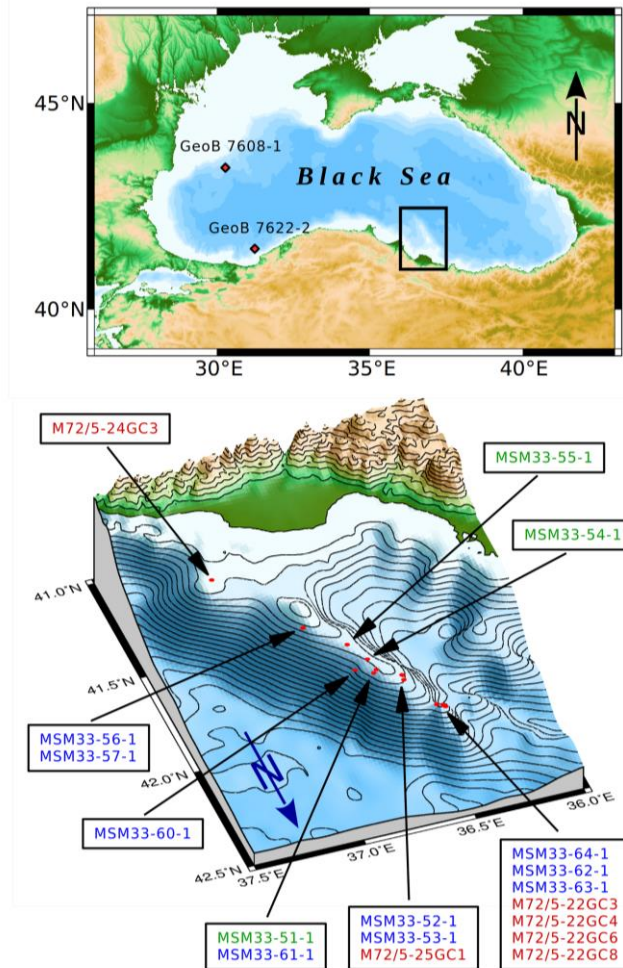 45°N
GeoB 7608-1
Black Sea
N
GeoB 7622-2
40°N
30°E
35°E
40°E
M72/5-24GC3
MSM33-55-1
MSM33-54-1
41.0°N
41.5°N
MSM33-56-1
MSM33-57-1
42.0°N
N
MSM33-60-1
42.5°N
37.5°E
37.0°E
36.5°E
36.0°E
MSM33-51-1
MSM33-61-1
MSM33-52-1
MSM33-53-1
M72/5-25GC1
MSM33-64-1
MSM33-62-1
MSM33-63-1
M72/5-22GC3
M72/5-22GC4
M72/5-22GC6
M72/5-22GC8